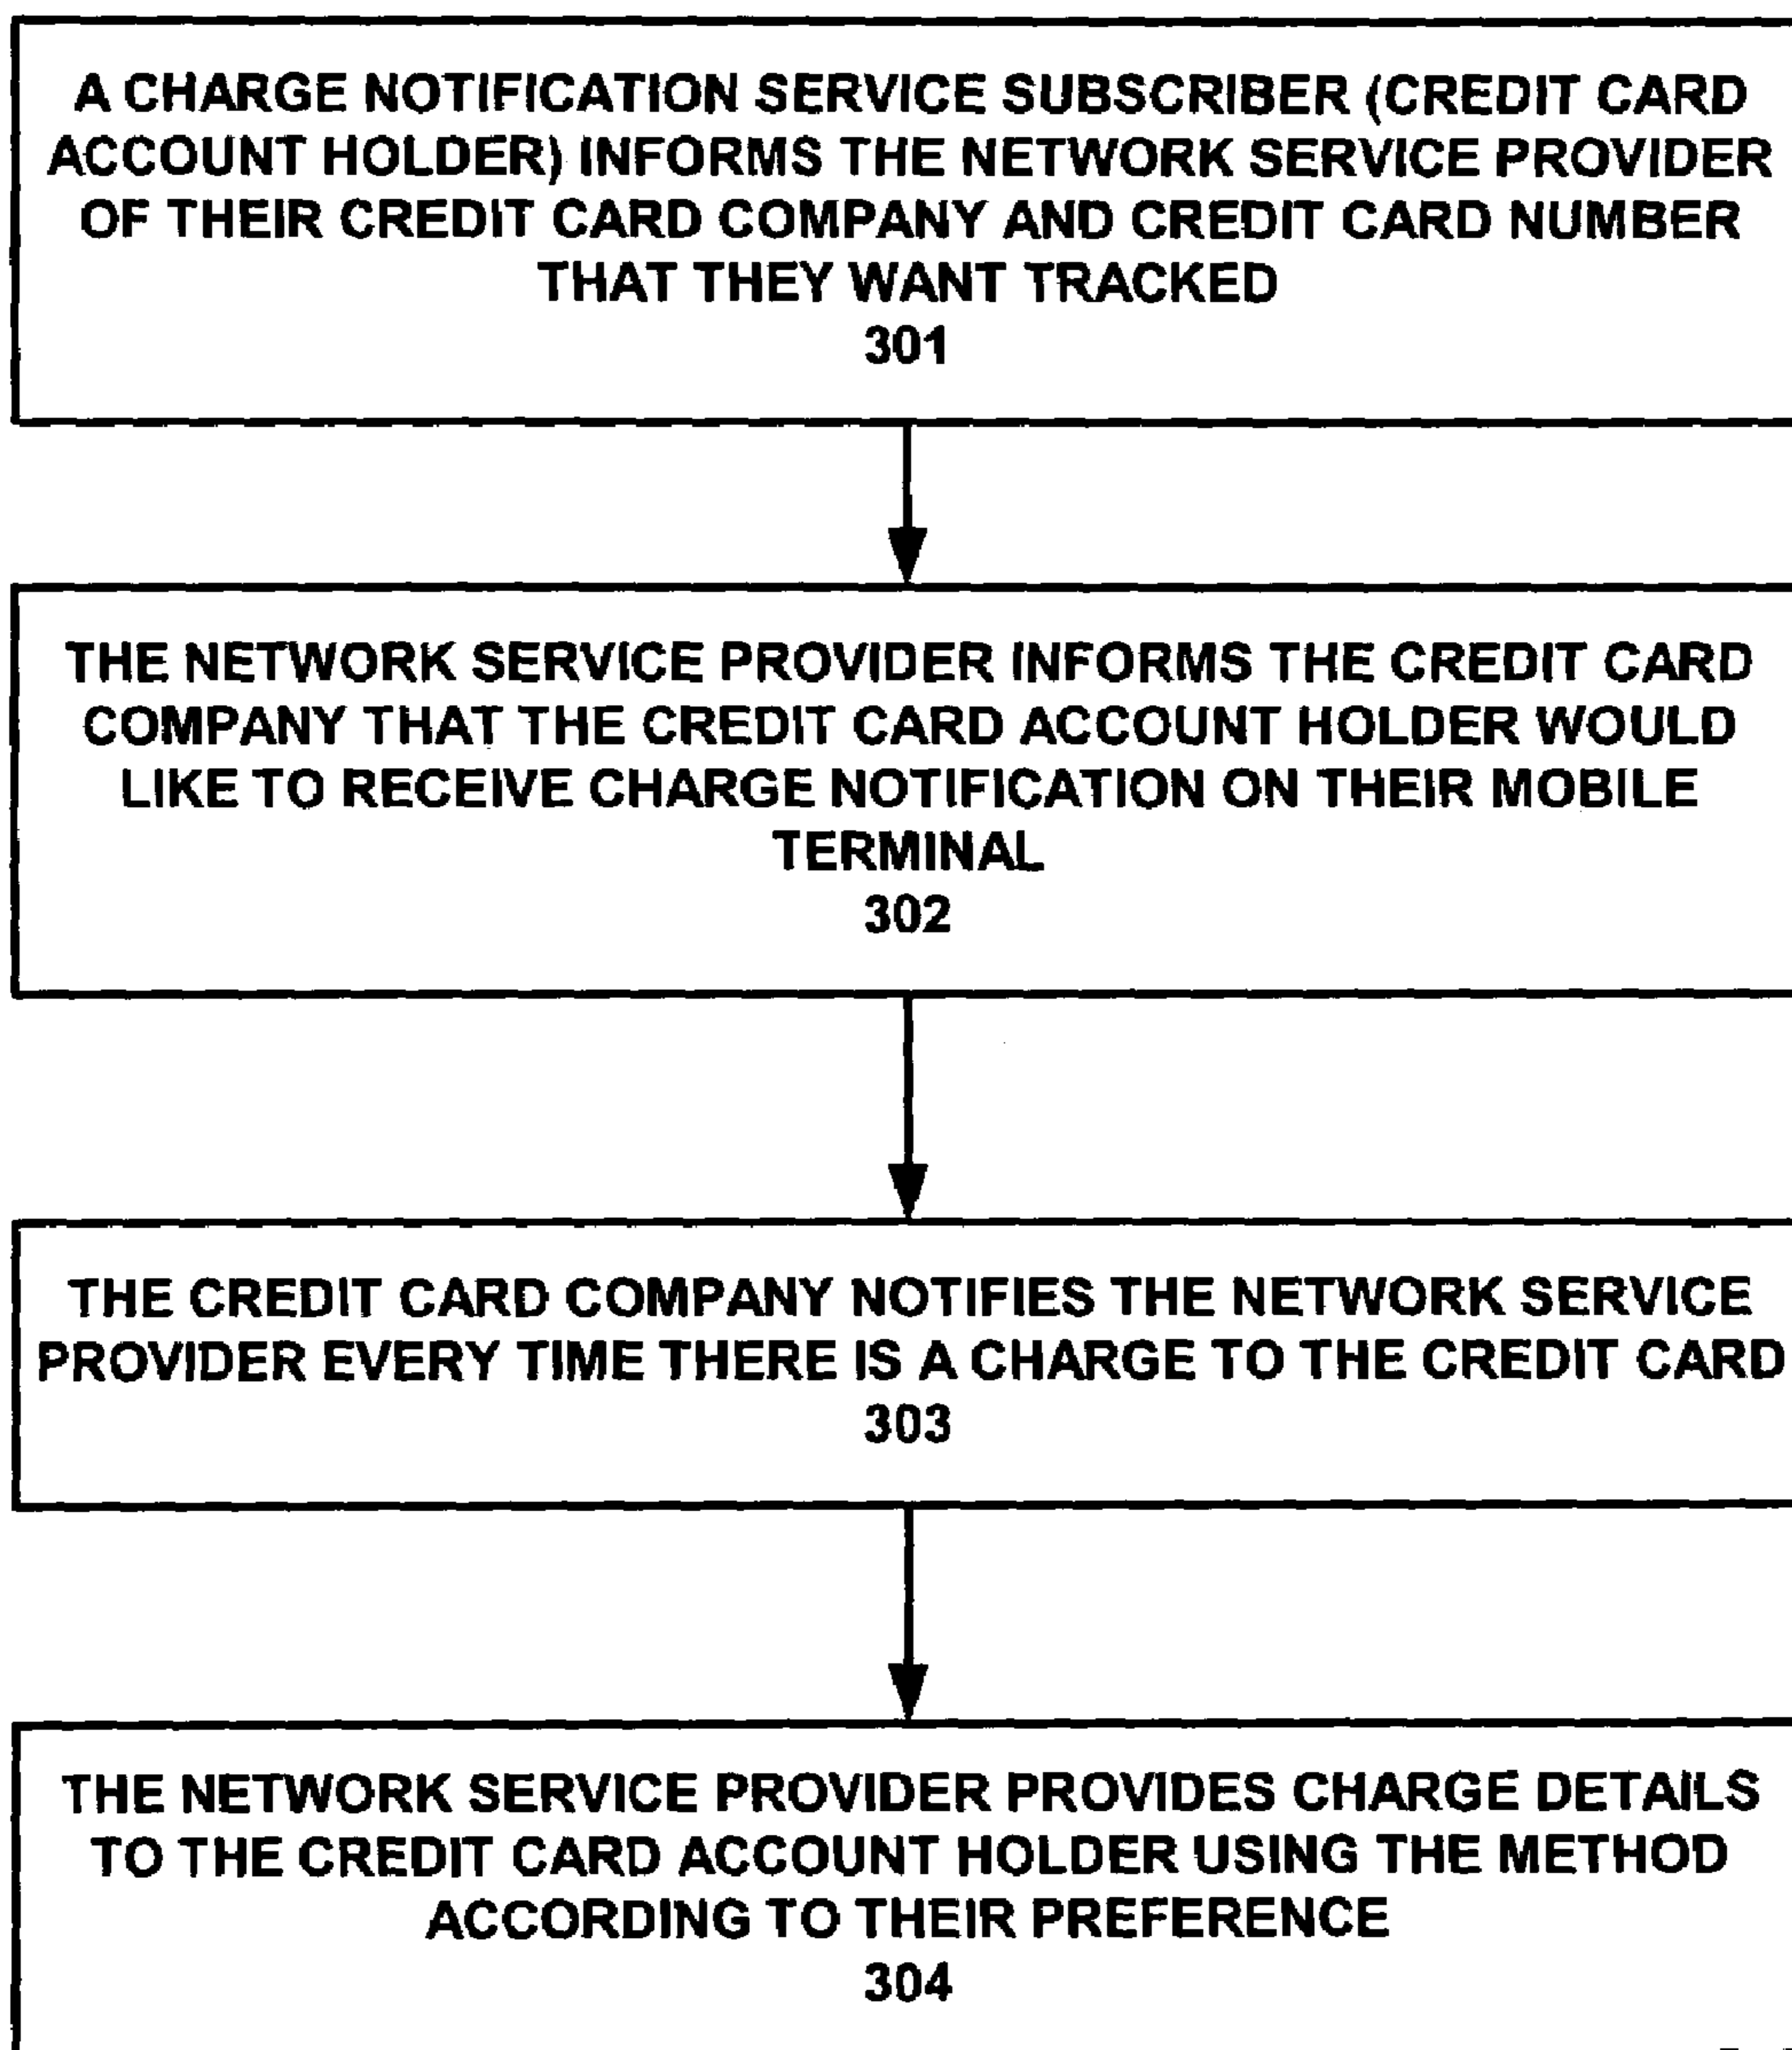 A CHARGE NOTIFICATION SERVICE SUBSCRIBER (CREDIT CARD
ACCOUNT HOLDER) INFORMS THE NETWORK SERVICE PROVIDER
OF THEIR CREDIT CARD COMPANY AND CREDIT CARD NUMBER
THAT THEY WANT TRACKED
301
THE NETWORK SERVICE PROVIDER INFORMS THE CREDIT CARD
COMPANY THAT THE CREDIT CARD ACCOUNT HOLDER WOULD
LIKE TO RECEIVE CHARGE NOTIFICATION ON THEIR MOBILE
TERMINAL
302
THE CREDIT CARD COMPANY NOTIFIES THE NETWORK SERVICE
PROVIDER EVERY TIME THERE IS A CHARGE TO THE CREDIT CARD
303
THE NETWORK SERVICE PROVIDER PROVIDES CHARGE DETAILS
TO THE CREDIT CARD ACCOUNT HOLDER USING THE METHOD
ACCORDING TO THEIR PREFERENCE
304